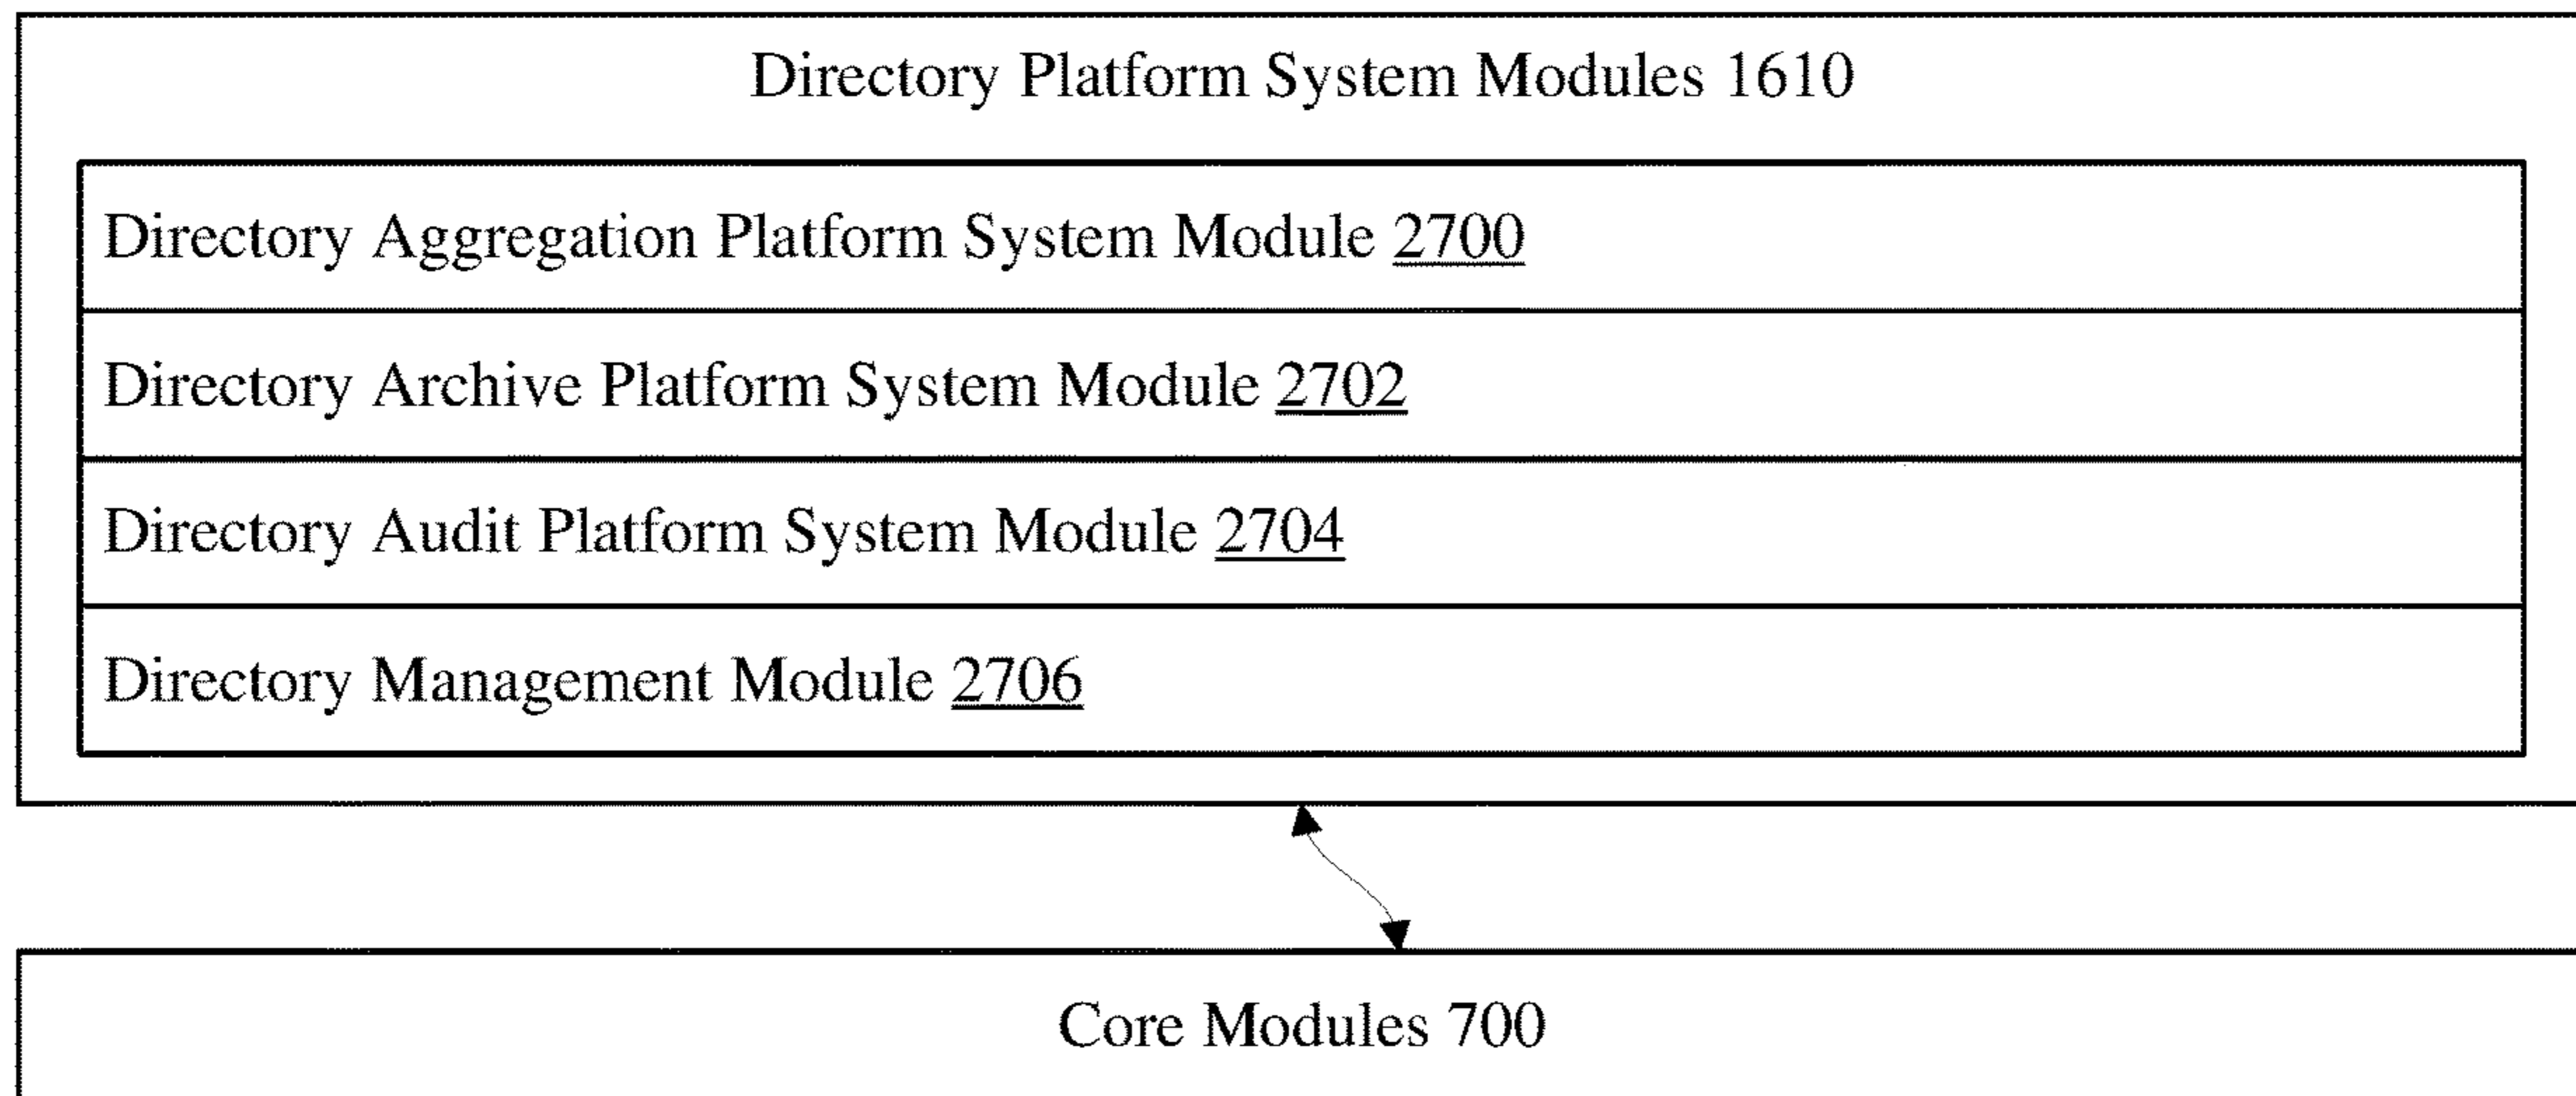 Directory Platform System Modules 1610
Directory Aggregation Platform System Module 2700
Directory Archive Platform System Module 2702
Directory Audit Platform System Module 2704
Directory Management Module 2706
Core Modules 700